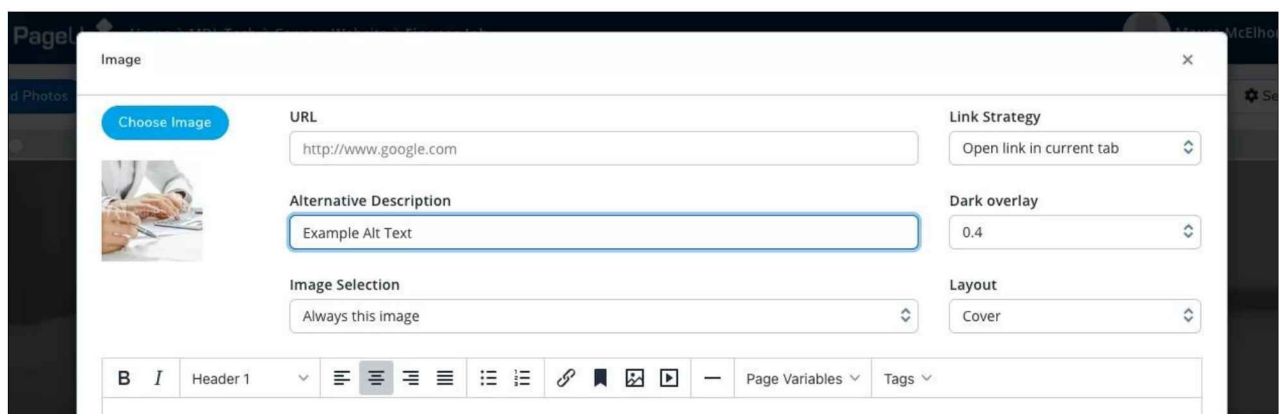 Image
×
Choose Image
URL
http://www.google.com
Link Strategy
Open link in current tab
Alternative Description
Example Alt Text
Dark overlay
0.4
Image Selection
Always this image
Layout
Cover
B I Header 1 Page Variables Tags
d Photos